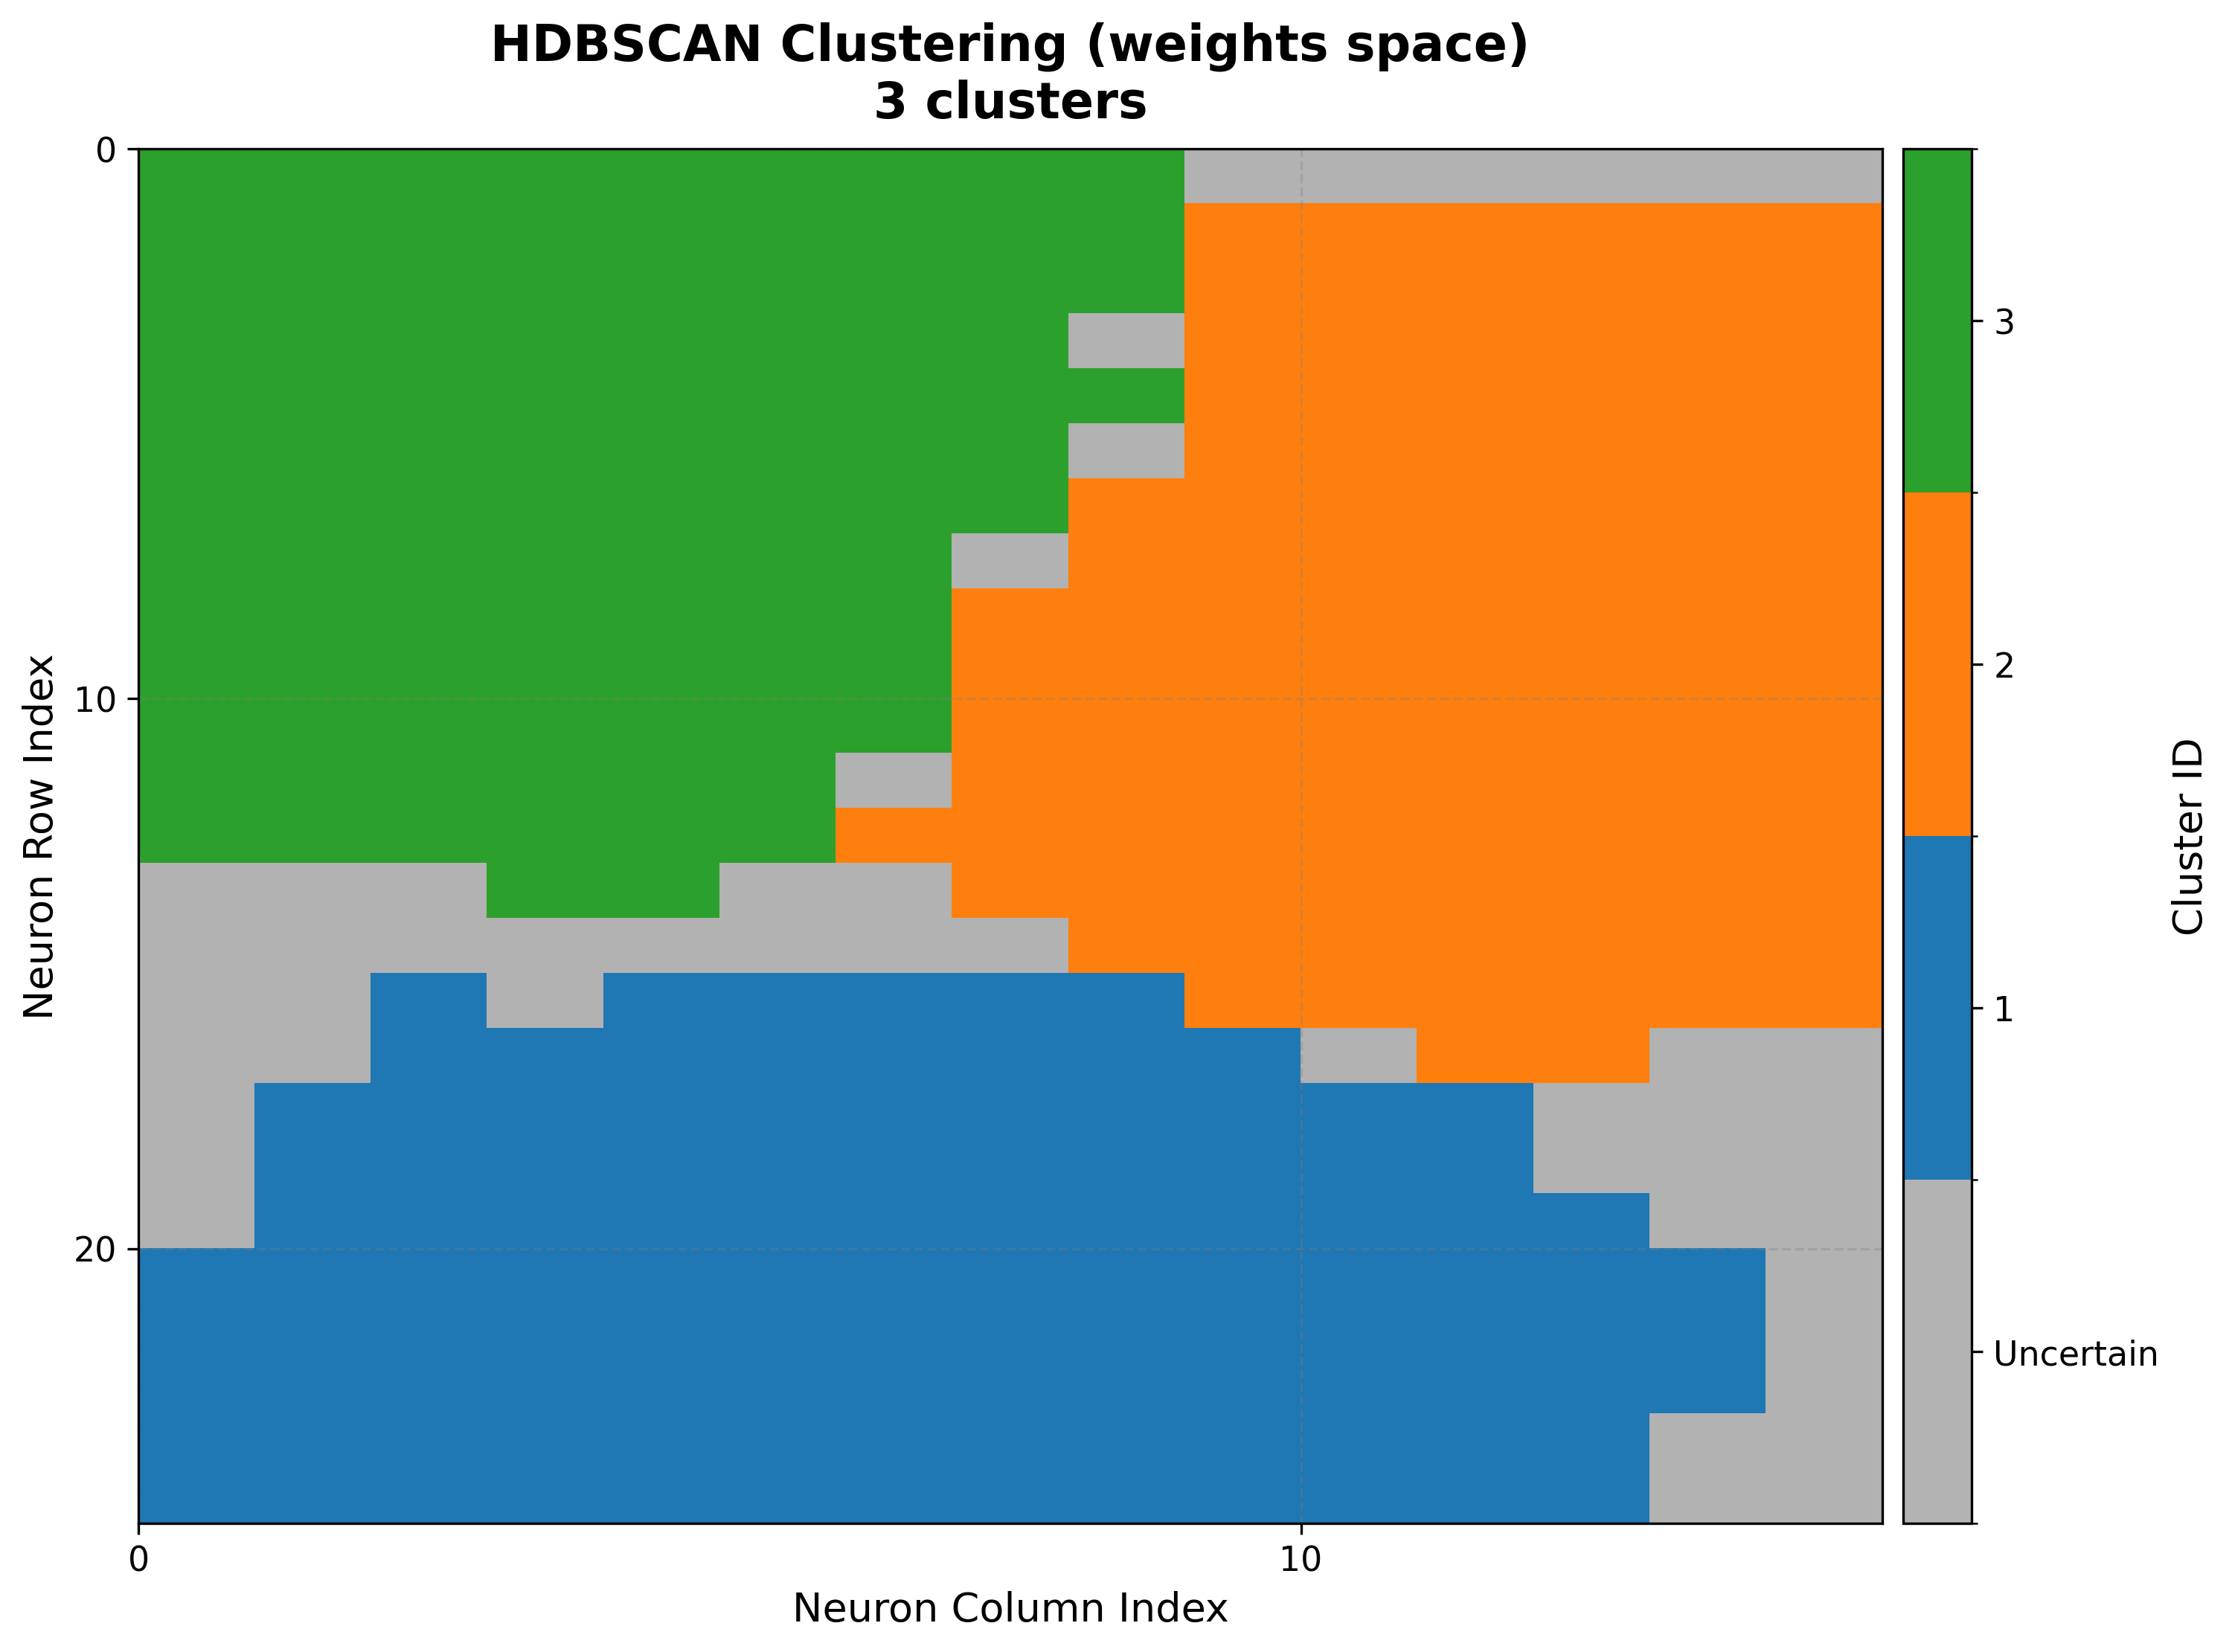 HDBSCAN Clustering (weights space)
3 clusters
0
10
20
Neuron Row Index
0
10
Neuron Column Index
3
2
1
Uncertain
Cluster ID